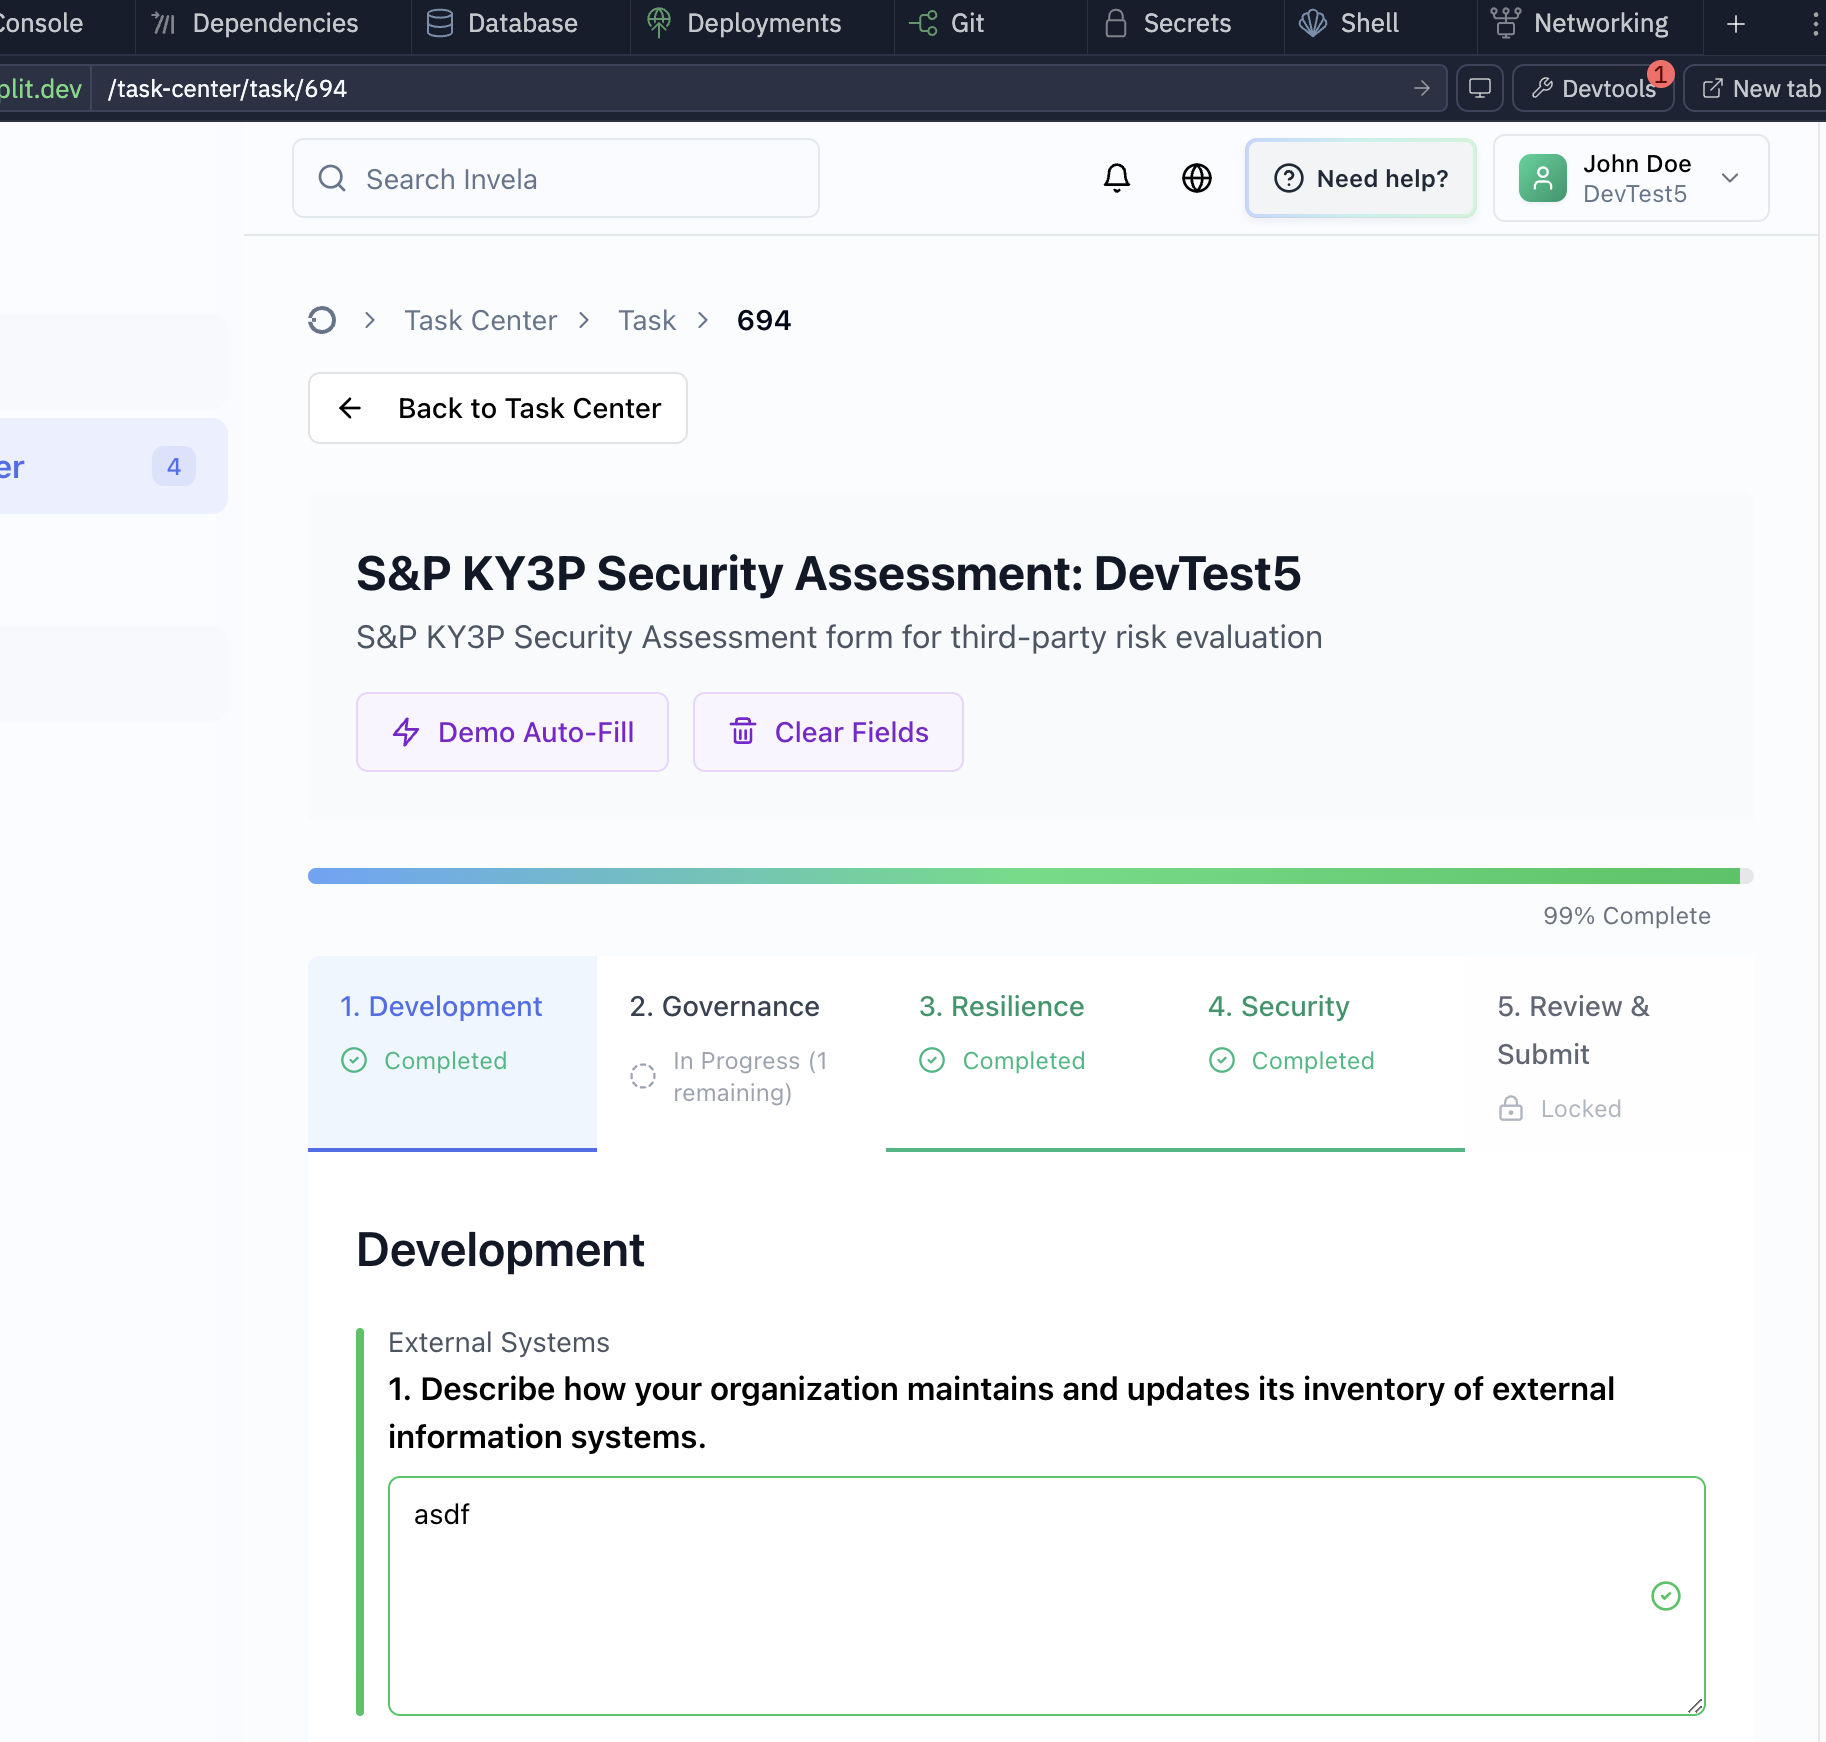 onsole
Dependencies
Database
Deployments
Git
Secrets
Shell
Networking
plit.dev
/task-center/task/694
Devtools
1
New tab
Search Invela
Need help?
John Doe
DevTest5
Task Center
Task
694
Back to Task Center
er
4
S&P KY3P Security Assessment: DevTest5
S&P KY3P Security Assessment form for third-party risk evaluation
Demo Auto-Fill
Clear Fields
99% Complete
1. Development
Completed
2. Governance
In Progress (1
remaining)
3. Resilience
Completed
4. Security
Completed
5. Review &
Submit
Locked
Development
External Systems
1. Describe how your organization maintains and updates its inventory of external
information systems.
asdf